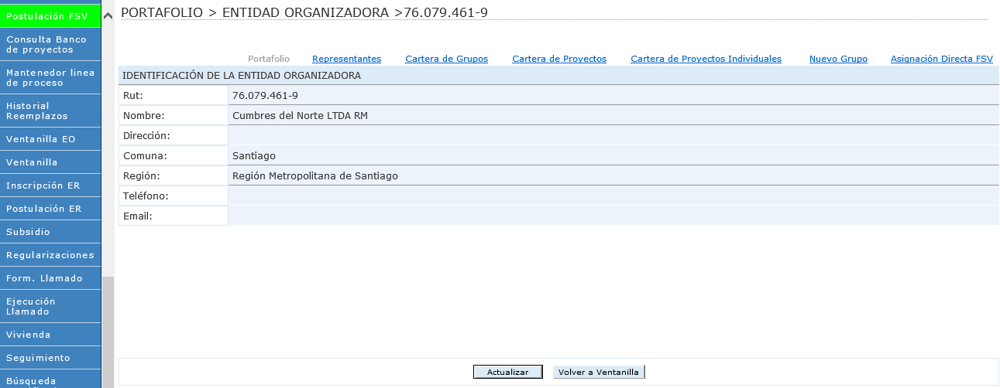 Postulación FSV
Consulta Banco
de proyectos
Mantenedor linea
de proceso
Historial
Reemplazos
Ventanilla EO
Ventanilla
Inscripción ER
Postulación ER
Subsidio
Regularizaciones
Form. Llamado
Ejecución
Llamado
Vivienda
Seguimiento
Búsqueda
PORTAFOLIO > ENTIDAD ORGANIZADORA >76.079.461-9
Portafolio Representantes Cartera de Grupos Cartera de Proyectos Cartera de Proyectos Individuales Nuevo Grupo Asignación Directa FSV
IDENTIFICACIÓN DE LA ENTIDAD ORGANIZADORA
Rut: 76.079.461-9
Nombre: Cumbres del Norte LTDA RM
Dirección:
Comuna: Santiago
Región: Región Metropolitana de Santiago
Teléfono:
Email:
Actualizar Volver a Ventanilla